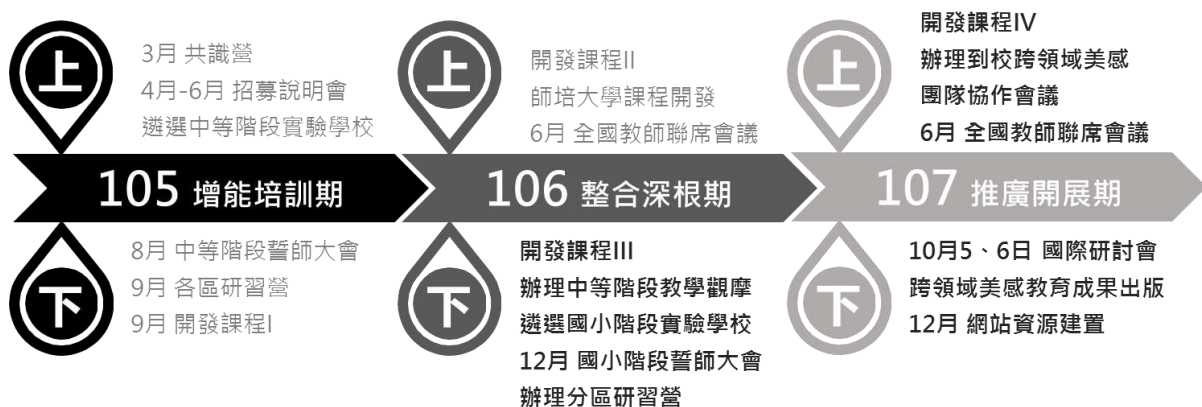 上
3月 共識營
4月-6月 招募說明會
遴選中等階段實驗學校
上
開發課程II
師培大學課程開發
6月 全國教師聯席會議
上
開發課程IV
辦理到校跨領域美感
團隊協作會議
6月 全國教師聯席會議
105 增能培訓期
106 整合深根期
107 推廣開展期
下
8月 中等階段誓師大會
9月 各區研習營
9月 開發課程I
下
開發課程III
辦理中等階段教學觀摩
遴選國小階段實驗學校
12月 國小階段誓師大會
辦理分區研習營
下
10月5、6日 國際研討會
跨領域美感教育成果出版
12月 網站資源建置